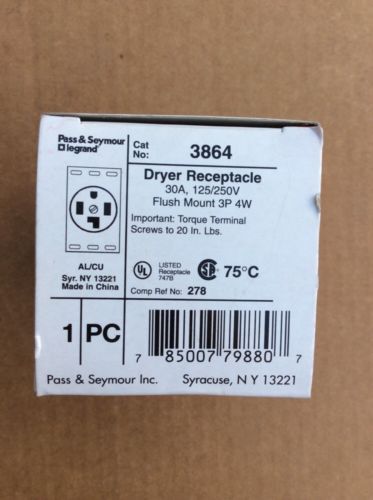 Pass & Seymour
legrand
Cat
No: 3864
Dryer Receptacle
30A, 125/250V
Flush Mount 3P 4W
Important: Torque Terminal
Screws to 20 In. Lbs.
AL/CU
Syr. NY 13221
Made in China
UL LISTED
Receptacle
747B
75°C
Comp Ref No: 278
1 PC
7 85007 79880 7
Pass & Seymour Inc. Syracuse, N Y 13221